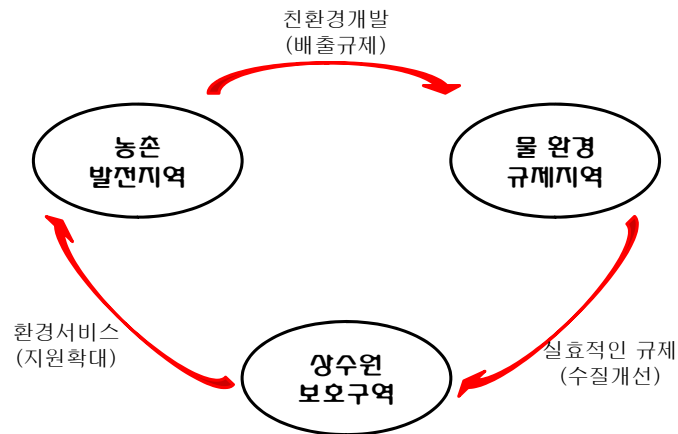 친환경개발
(배출규제)
농촌
발전지역
물 환경
규제지역
환경서비스
(지원확대)
실효적인 규제
(수질개선)
상수원
보호구역